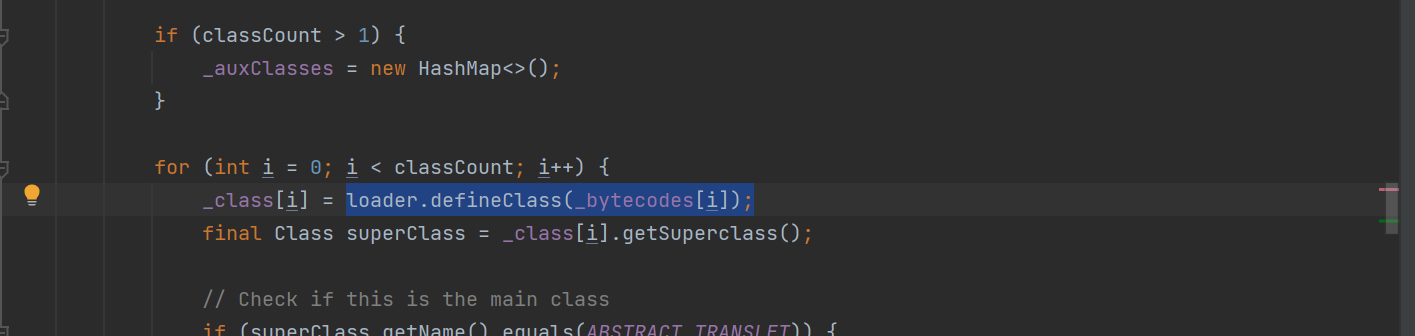 if (classCount > 1) {
_auxClasses = new HashMap<>();
}
for (int i = 0; i < classCount; i++) {
_class[i] = loader.defineClass(_bytecodes[i]);
final Class superClass = _class[i].getSuperclass();
// Check if this is the main class
if (superClass.getName().equals(ABSTRACT_TRANSLET)) {